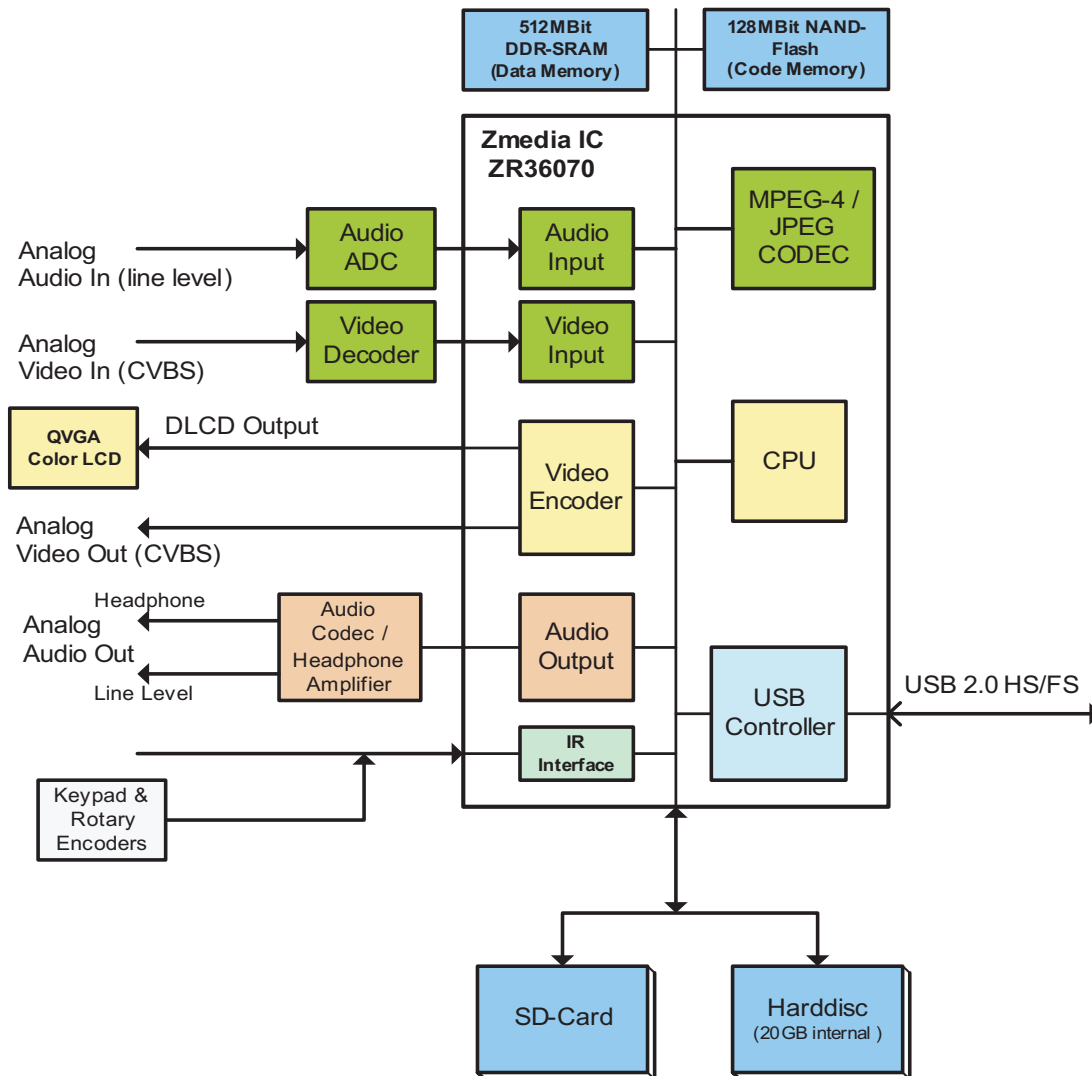 512MBit
DDR-SRAM
(Data Memory)
128MBit NAND-
Flash
(Code Memory)
Zmedia IC
ZR36070
MPEG-4 /
JPEG
CODEC
Analog
Audio In (line level)
Audio
ADC
Audio
Input
Analog
Video In (CVBS)
Video
Decoder
Video
Input
QVGA
Color LCD
DLCD Output
Video
Encoder
CPU
Analog
Video Out (CVBS)
Headphone
Analog
Audio Out
Line Level
Audio
Codec /
Headphone
Amplifier
Audio
Output
USB
Controller
USB 2.0 HS/FS
IR
Interface
Keypad &
Rotary
Encoders
SD-Card
Harddisc
(20GB internal )